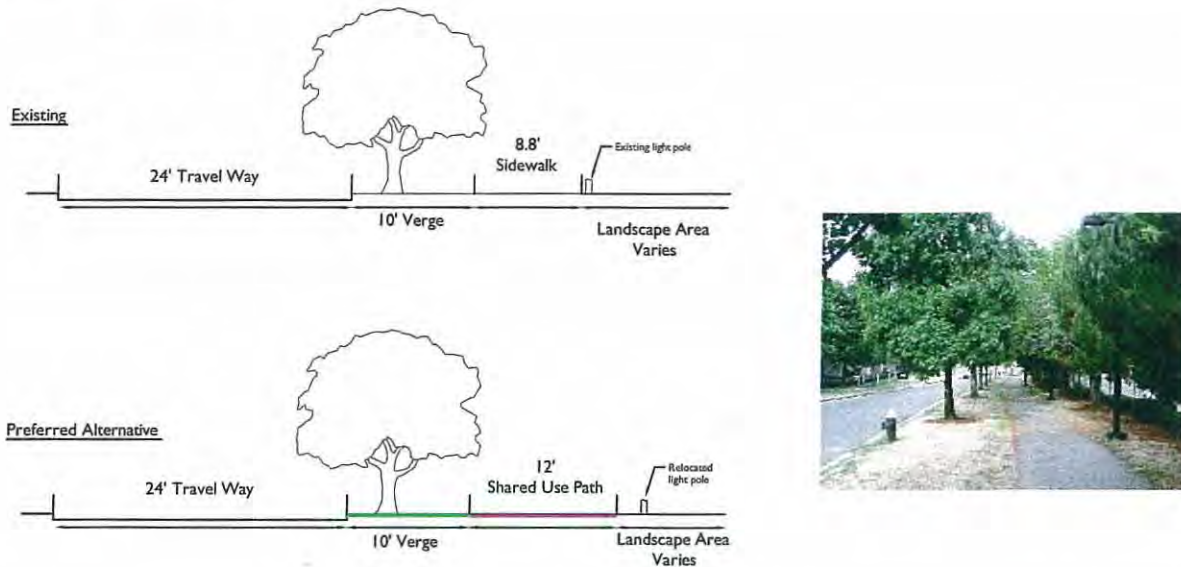 Existing
24' Travel Way
8.8'
Sidewalk
Existing light pole
10' Verge
Landscape Area
Varies
Preferred Alternative
24' Travel Way
12'
Shared Use Path
Relocated
light pole
10' Verge
Landscape Area
Varies